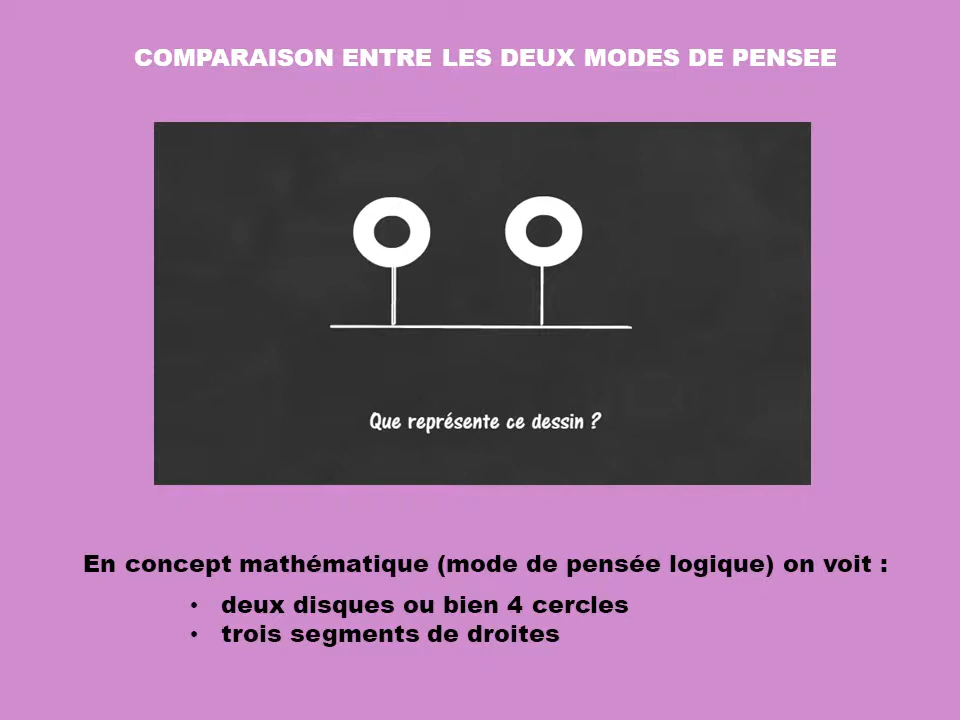 COMPARAISON ENTRE LES DEUX MODES DE PENSEE
Que représente ce dessin ?
En concept mathématique (mode de pensée logique) on voit :
• deux disques ou bien 4 cercles
• trois segments de droites